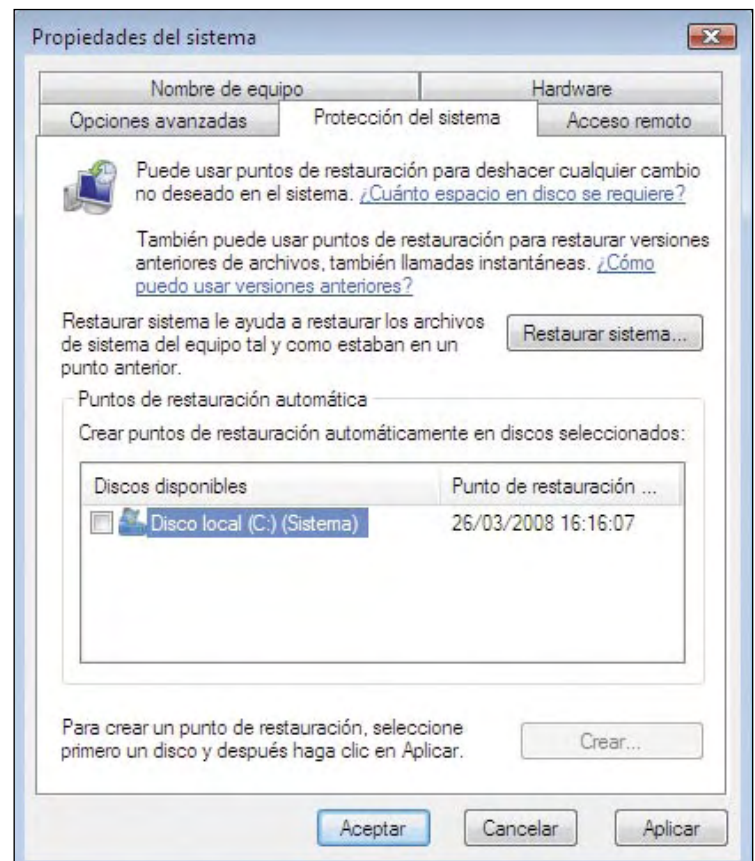 Propiedades del sistema
Nombre de equipo
Hardware
Opciones avanzadas
Protección del sistema
Acceso remoto
Puede usar puntos de restauración para deshacer cualquier cambio
no deseado en el sistema. ¿Cuánto espacio en disco se requiere?
También puede usar puntos de restauración para restaurar versiones
anteriores de archivos, también llamadas instantáneas. ¿Cómo
puedo usar versiones anteriores?
Restaurar sistema le ayuda a restaurar los archivos
de sistema del equipo tal y como estaban en un
punto anterior.
Restaurar sistema...
Puntos de restauración automática
Crear puntos de restauración automáticamente en discos seleccionados:
Discos disponibles
Punto de restauración ...
Disco local (C:) (Sistema)
26/03/2008 16:16:07
Para crear un punto de restauración, seleccione
primero un disco y después haga clic en Aplicar.
Crear...
Aceptar
Cancelar
Aplicar